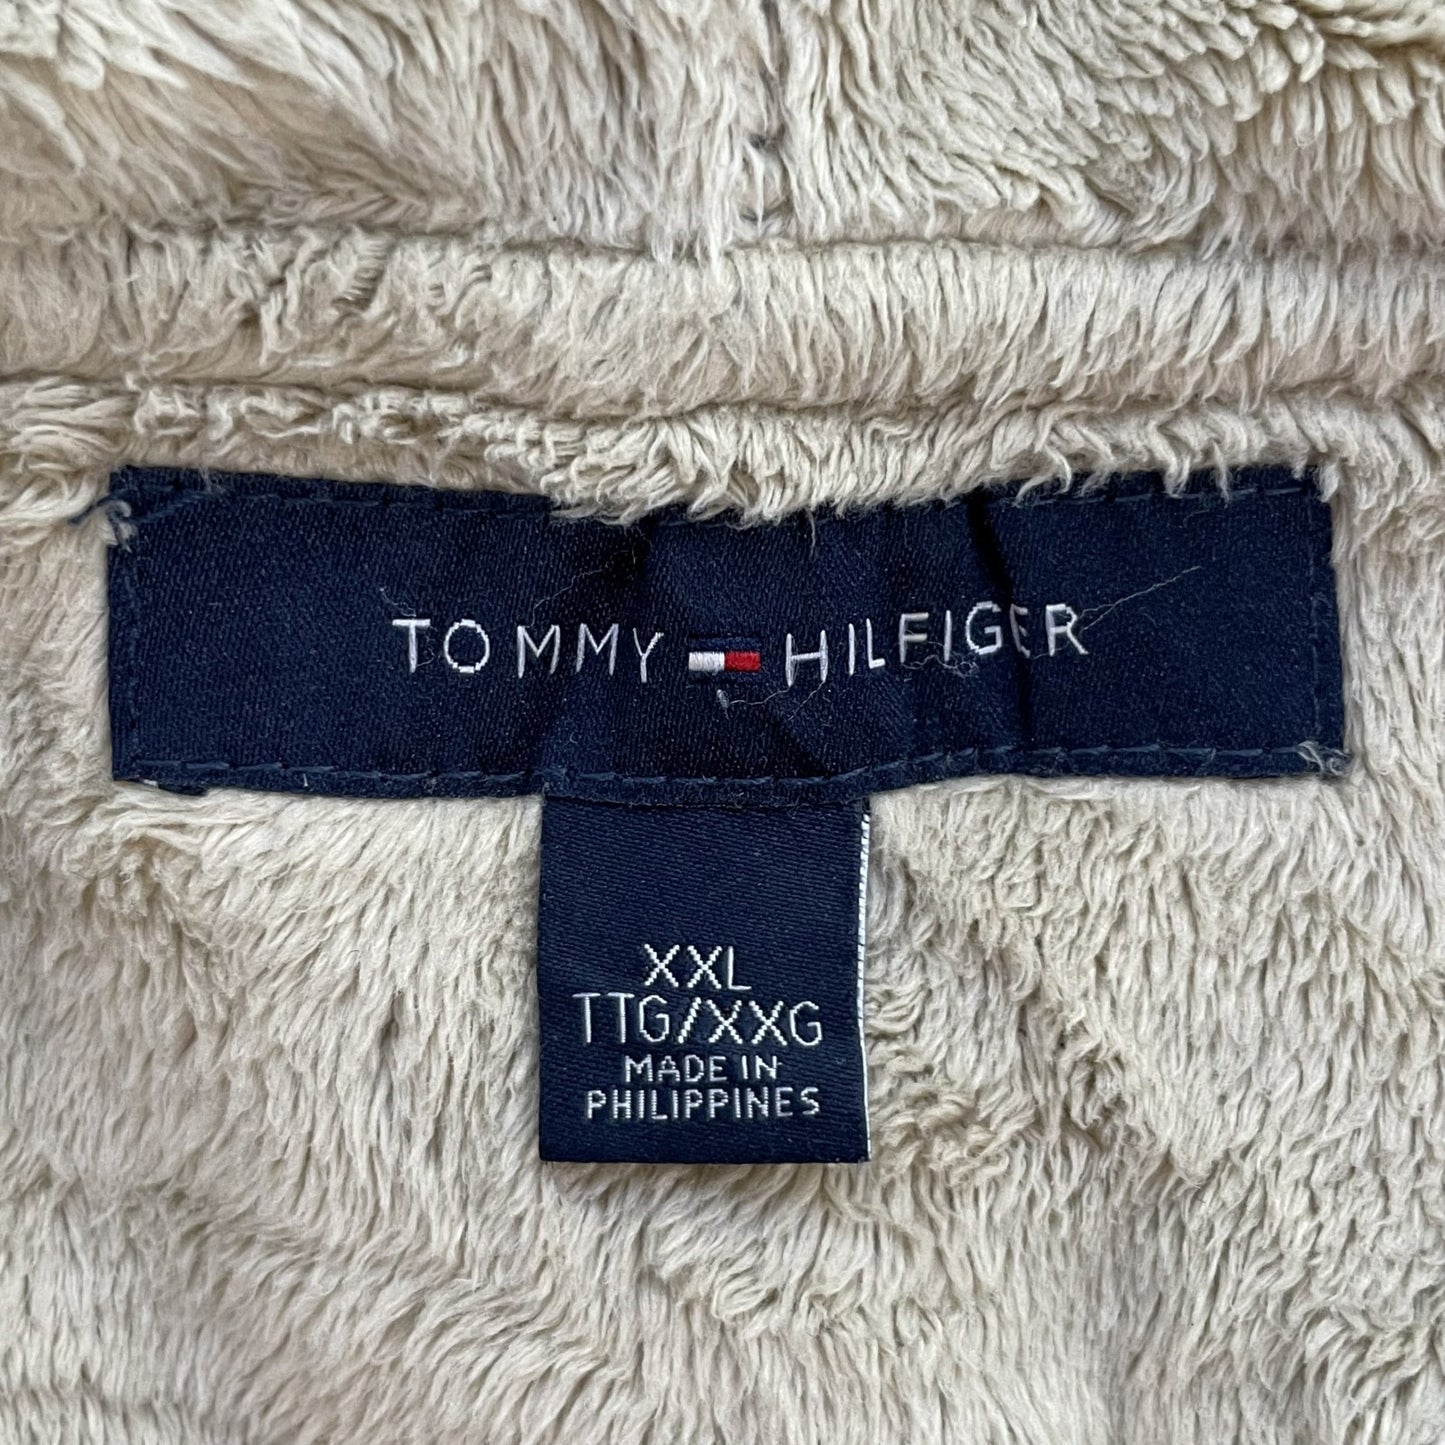 TOMMY HILFIGER
XXL
TTG/XXG
MADE IN
PHILIPPINES